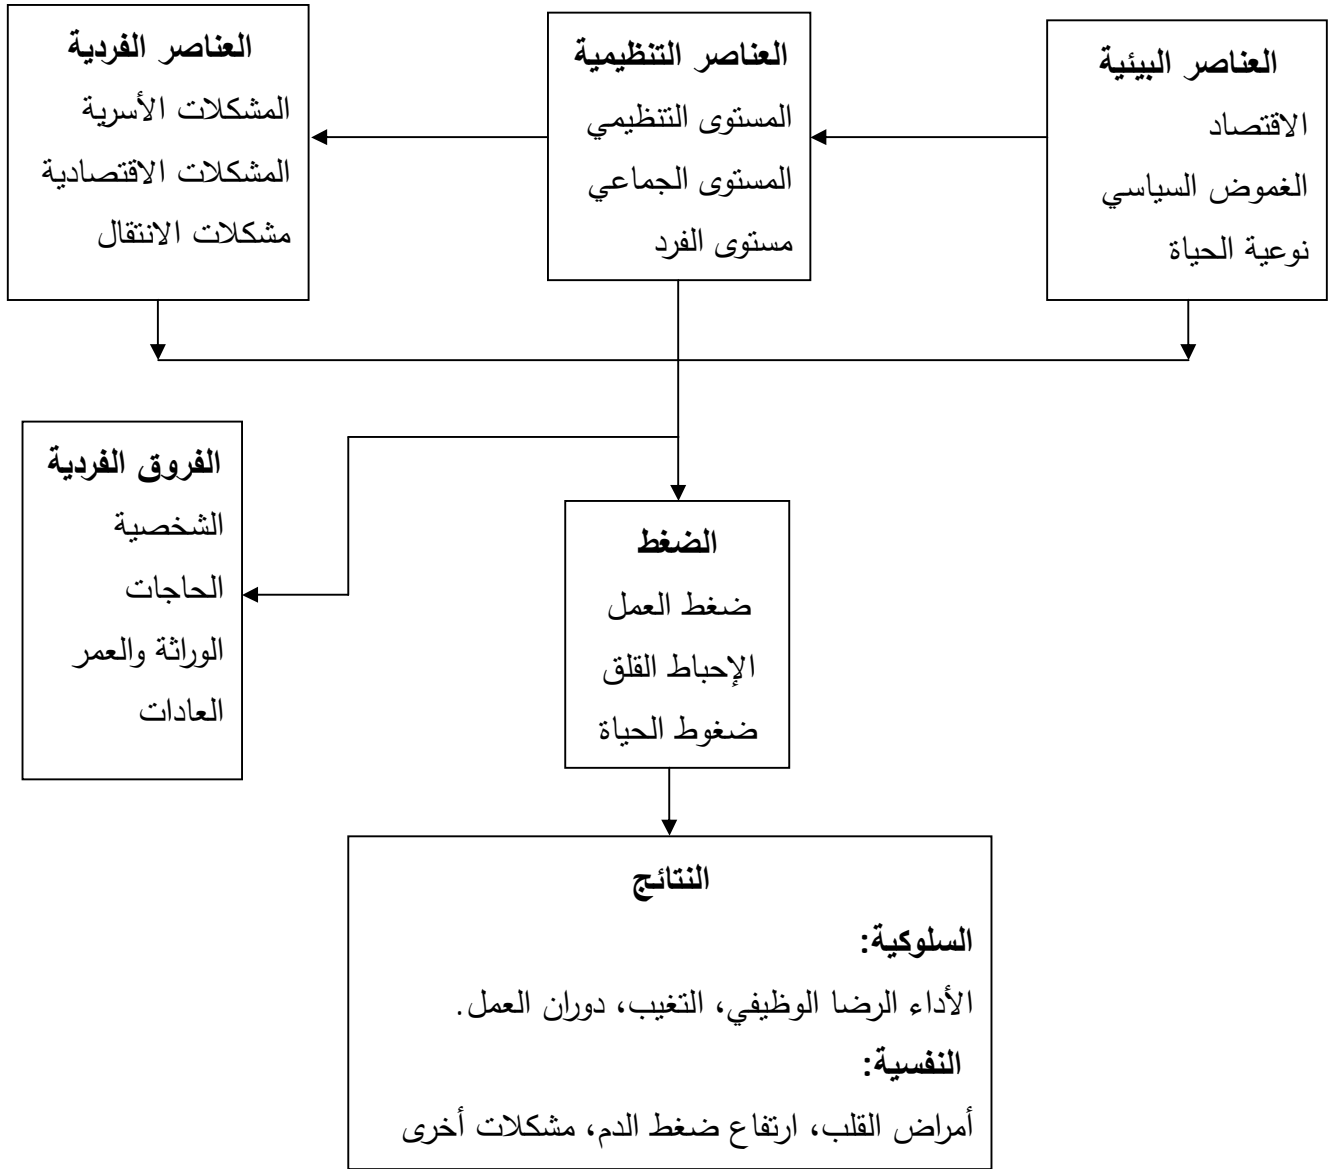 العناصر البيئية
الاقتصاد
الغموض السياسي
نوعية الحياة
العناصر التنظيمية
المستوى التنظيمي
المستوى الجماعي
مستوى الفرد
العناصر الفردية
المشكلات الأسرية
المشكلات الاقتصادية
مشكلات الانتقال
الضغط
ضغط العمل
الإحباط القلق
ضغوط الحياة
الفروق الفردية
الشخصية
الحاجات
الوراثة والعمر
العادات
النتائج
السلوكية:
الأداء الرضا الوظيفي، التغيب، دوران العمل.
النفسية:
أمراض القلب، ارتفاع ضغط الدم، مشكلات أخرى